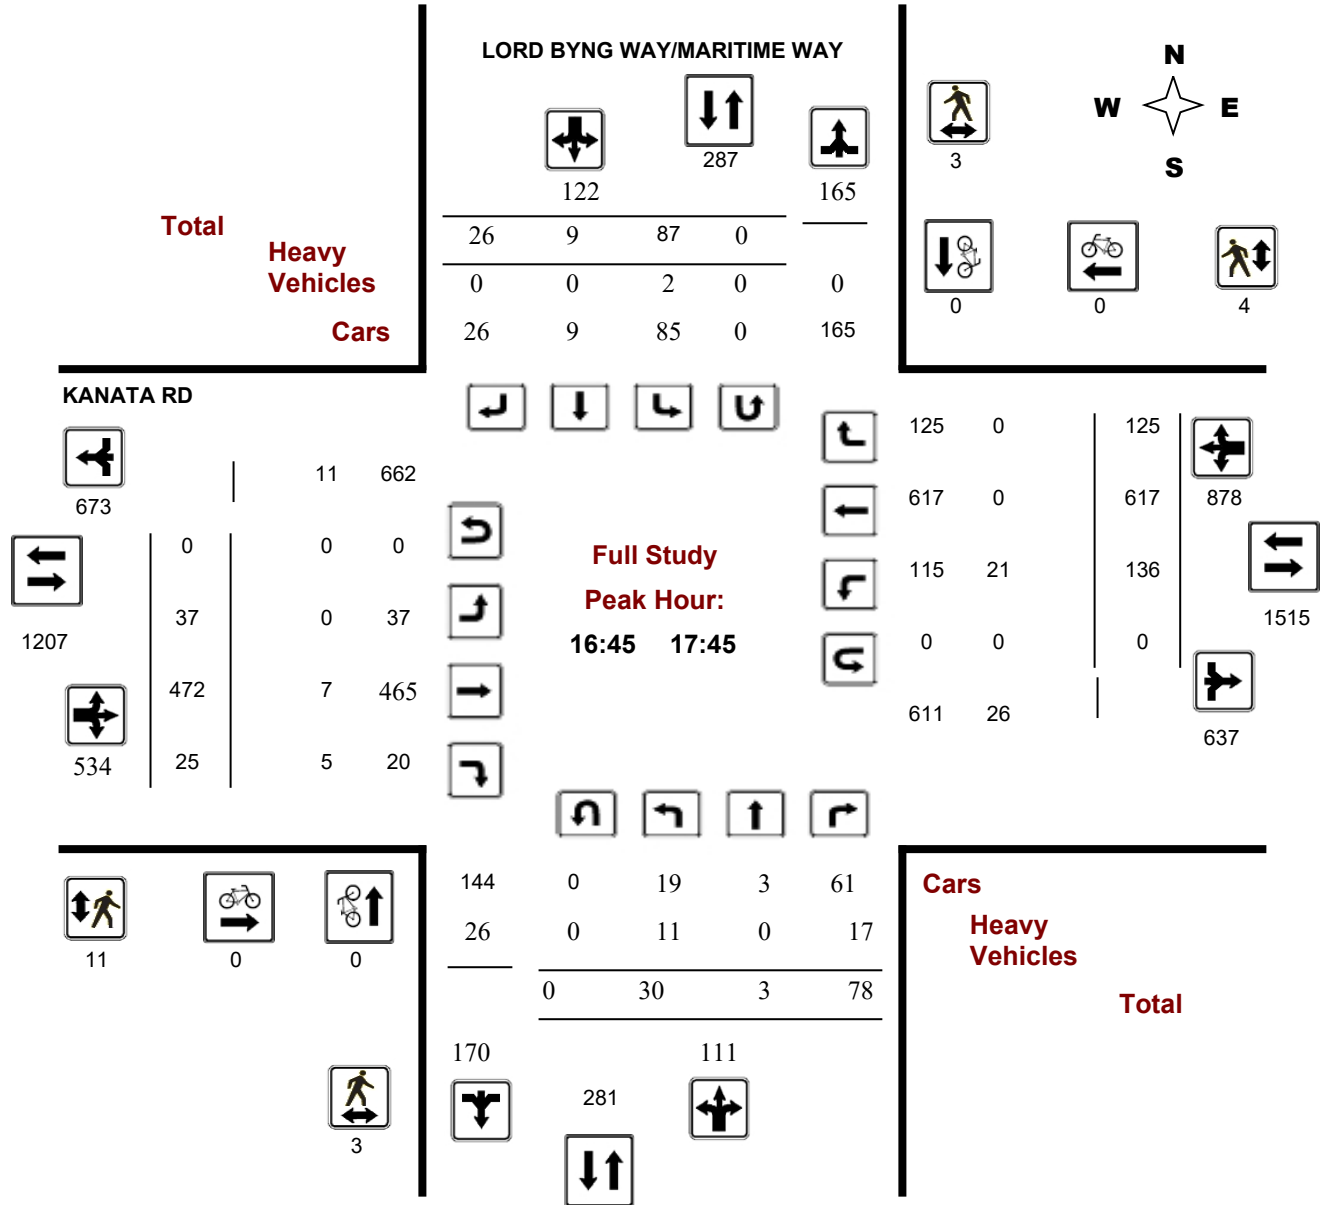 LORD BYNG WAY/MARITIME WAY
N
W E
S
287
3
122 165
Total
26 9 87 0
Heavy
Vehicles
0 0 2 0 0
Cars
26 9 85 0 165
0 0 4
KANATA RD
125 0 125
11 662
673
617 0 617 878
0 0 0
Full Study
115 21 136
Peak Hour:
37 0 37
1515
1207
16:45 17:45
0 0 0
472 7 465
611 26
637
534 25 5 20
144 0 19 3 61
Cars
26 0 11 0 17
Heavy
Vehicles
11 0 0
0 30 3 78
Total
170 111
281
3